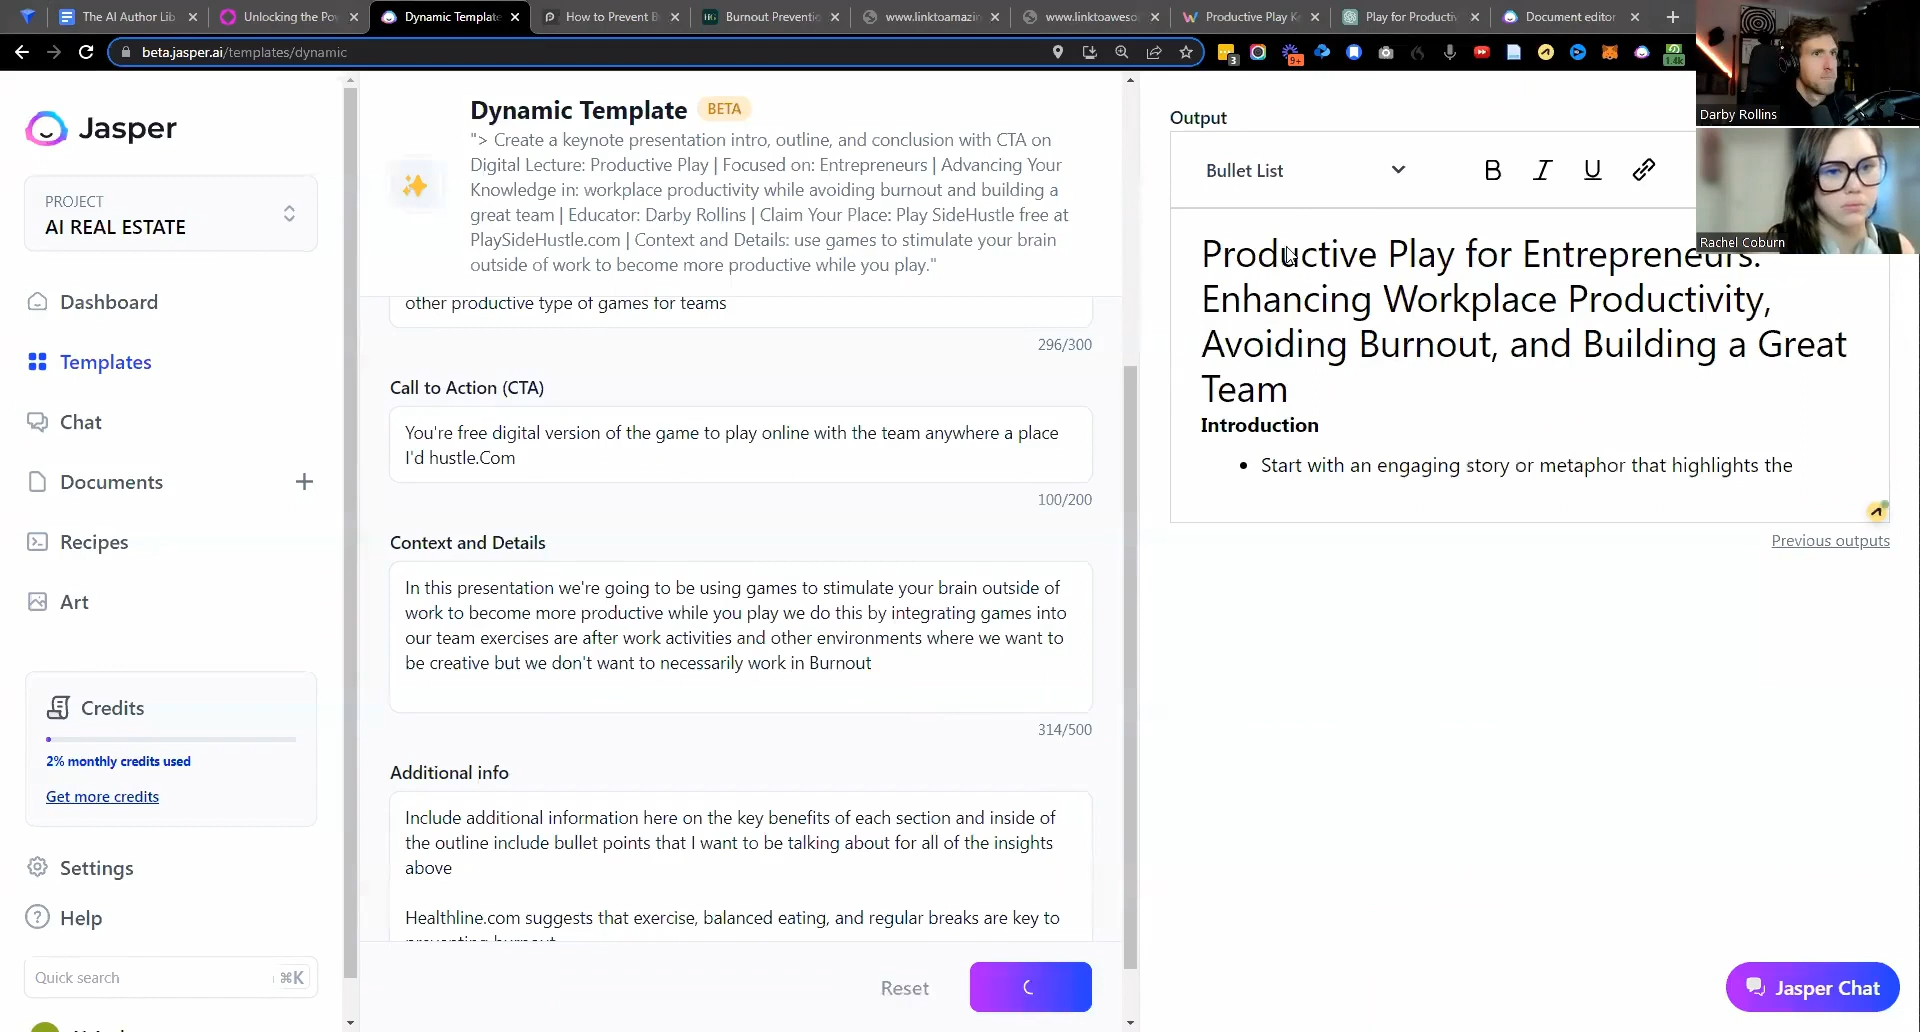 The AI Author Lib
Unlocking the Po
Dynamic Template
How to Prevent B
Burnout Preventio
www.linktoamazin
www.linktoaweso
Productive Play K
Play for Producti
Document editor
beta.jasper.ai/templates/dynamic
3
9+
1.4k
Darby Rollins
Rachel Coburn
Jasper
PROJECT
AI REAL ESTATE
Dashboard
Templates
Chat
Documents
Recipes
Art
Credits
2% monthly credits used
Get more credits
Settings
Help
Quick search
⌘K
Dynamic Template BETA
"> Create a keynote presentation intro, outline, and conclusion with CTA on
Digital Lecture: Productive Play | Focused on: Entrepreneurs | Advancing Your
Knowledge in: workplace productivity while avoiding burnout and building a
great team | Educator: Darby Rollins | Claim Your Place: Play SideHustle free at
PlaySideHustle.com | Context and Details: use games to stimulate your brain
outside of work to become more productive while you play."
other productive type of games for teams
296/300
Call to Action (CTA)
You're free digital version of the game to play online with the team anywhere a place
I'd hustle.Com
100/200
Context and Details
In this presentation we're going to be using games to stimulate your brain outside of
work to become more productive while you play we do this by integrating games into
our team exercises are after work activities and other environments where we want to
be creative but we don't want to necessarily work in Burnout
314/500
Additional info
Include additional information here on the key benefits of each section and inside of
the outline include bullet points that I want to be talking about for all of the insights
above
Healthline.com suggests that exercise, balanced eating, and regular breaks are key to
Reset
Output
Bullet List
B I U
Productive Play for Entrepreneurs:
Enhancing Workplace Productivity,
Avoiding Burnout, and Building a Great
Team
Introduction
• Start with an engaging story or metaphor that highlights the
Previous outputs
Jasper Chat